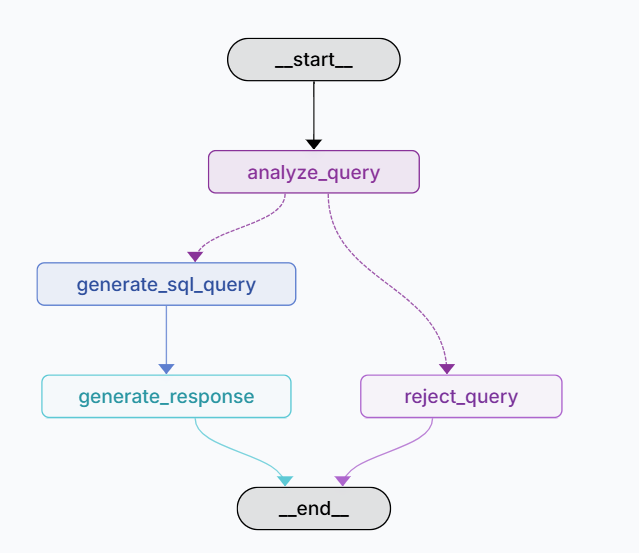 __start__
analyze_query
generate_sql_query
generate_response
reject_query
__end__